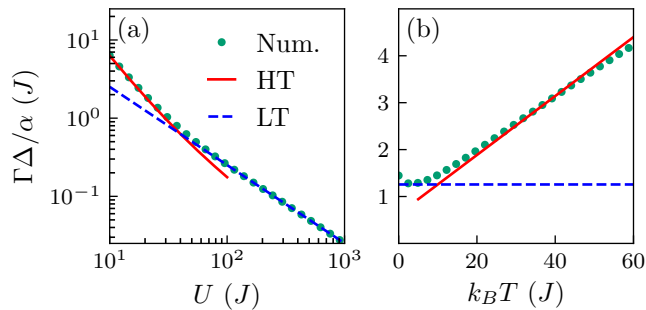 (a)
Num.
HT
LT
ΓΔ/α (J)
10¹
10⁰
10⁻¹
10¹ 10² 10³
U (J)
(b)
4
3
2
1
0 20 40 60
k_BT (J)